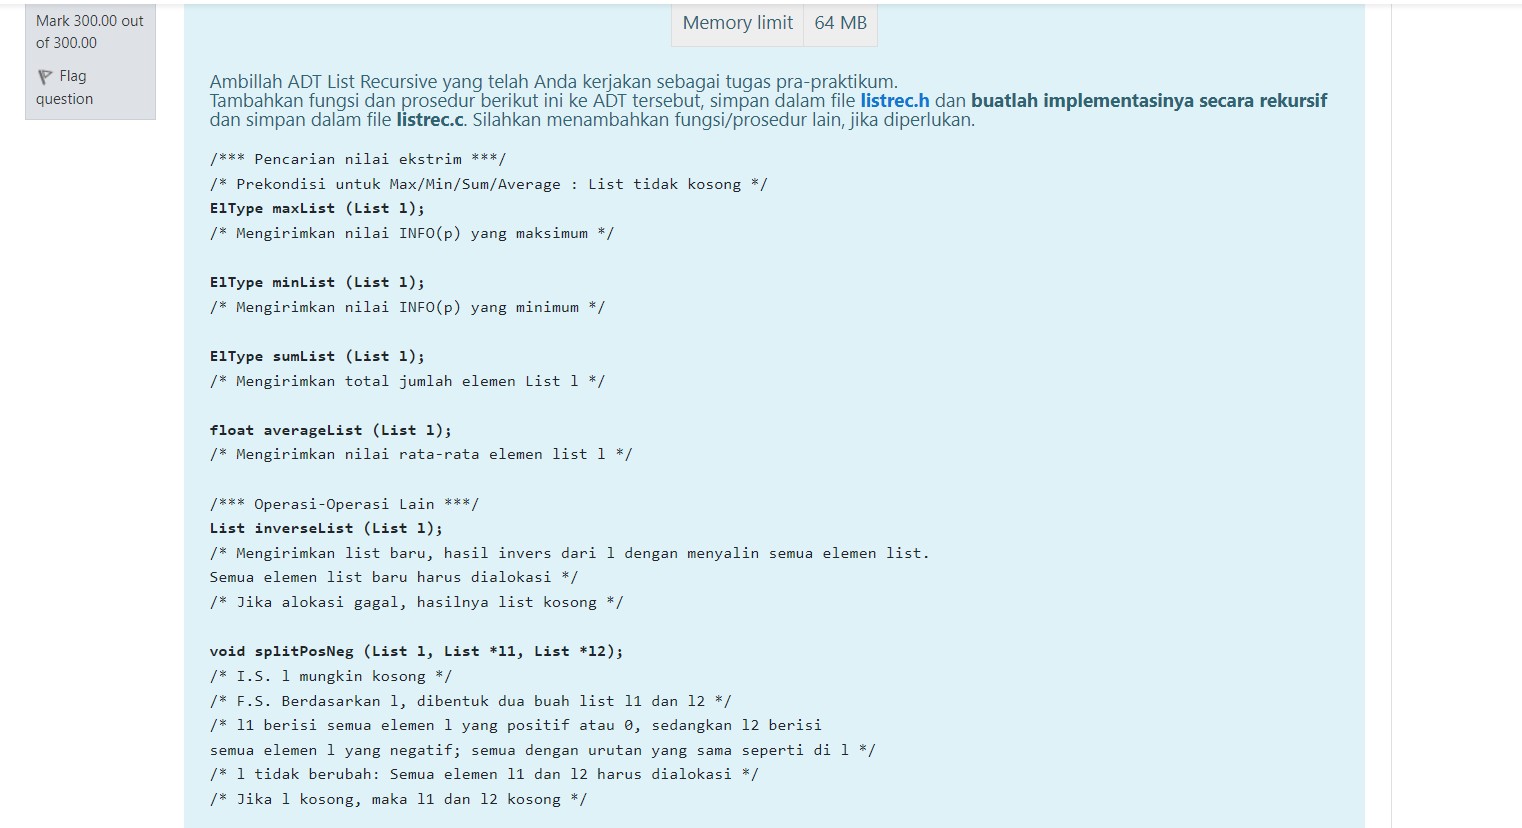 Mark 300.00 out
of 300.00
Flag
question
Memory limit 64 MB
Ambillah ADT List Recursive yang telah Anda kerjakan sebagai tugas pra-praktikum.
Tambahkan fungsi dan prosedur berikut ini ke ADT tersebut, simpan dalam file listrec.h dan buatlah implementasinya secara rekursif
dan simpan dalam file listrec.c. Silahkan menambahkan fungsi/prosedur lain, jika diperlukan.
/*** Pencarian nilai ekstrim ***/
/* Prekondisi untuk Max/Min/Sum/Average : List tidak kosong */
ElType maxList (List l);
/* Mengirimkan nilai INFO(p) yang maksimum */
ElType minList (List l);
/* Mengirimkan nilai INFO(p) yang minimum */
ElType sumList (List l);
/* Mengirimkan total jumlah elemen List l */
float averageList (List l);
/* Mengirimkan nilai rata-rata elemen list l */
/*** Operasi-Operasi Lain ***/
List inverseList (List l);
/* Mengirimkan list baru, hasil invers dari l dengan menyalin semua elemen list.
Semua elemen list baru harus dialokasi */
/* Jika alokasi gagal, hasilnya list kosong */
void splitPosNeg (List l, List *l1, List *l2);
/* I.S. l mungkin kosong */
/* F.S. Berdasarkan l, dibentuk dua buah list l1 dan l2 */
/* l1 berisi semua elemen l yang positif atau 0, sedangkan l2 berisi
semua elemen l yang negatif; semua dengan urutan yang sama seperti di l */
/* l tidak berubah: Semua elemen l1 dan l2 harus dialokasi */
/* Jika l kosong, maka l1 dan l2 kosong */